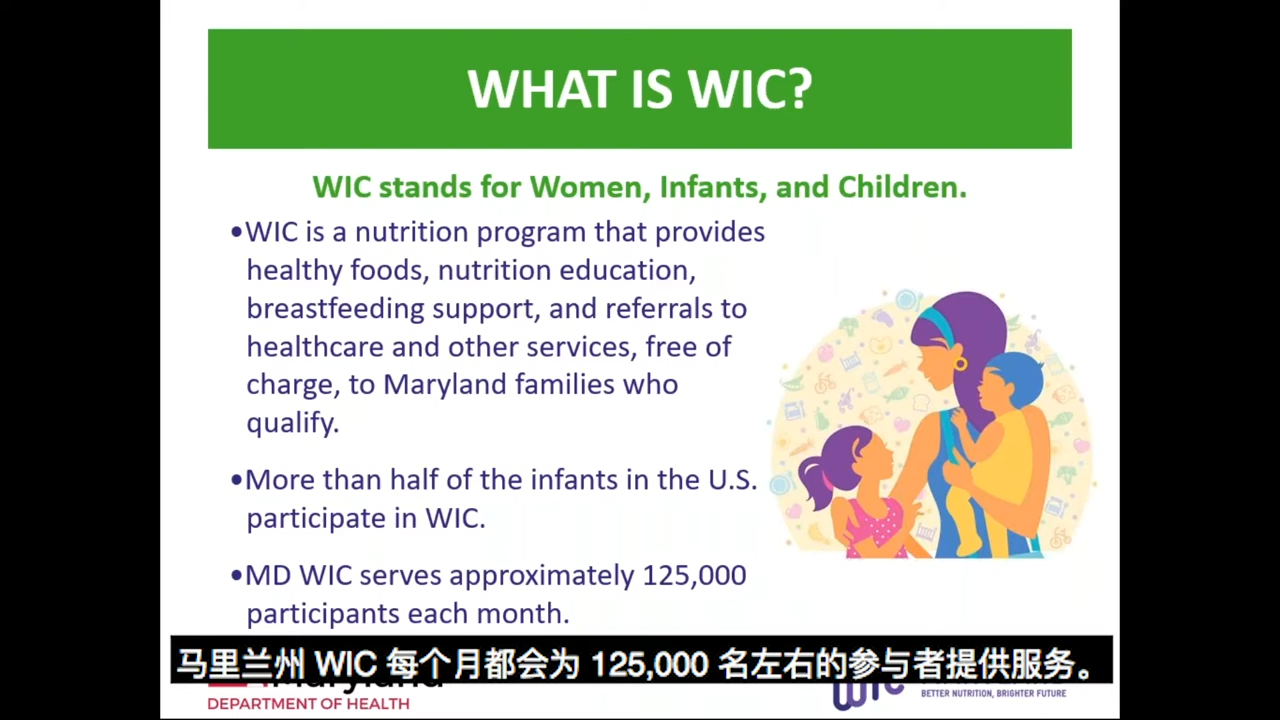 WHAT IS WIC?
WIC stands for Women, Infants, and Children.
•WIC is a nutrition program that provides
healthy foods, nutrition education,
breastfeeding support, and referrals to
healthcare and other services, free of
charge, to Maryland families who
qualify.
•More than half of the infants in the U.S.
participate in WIC.
•MD WIC serves approximately 125,000
participants each month.
马里兰州 WIC 每个月都会为 125,000 名左右的参与者提供服务。
DEPARTMENT OF HEALTH
BETTER NUTRITION, BRIGHTER FUTURE